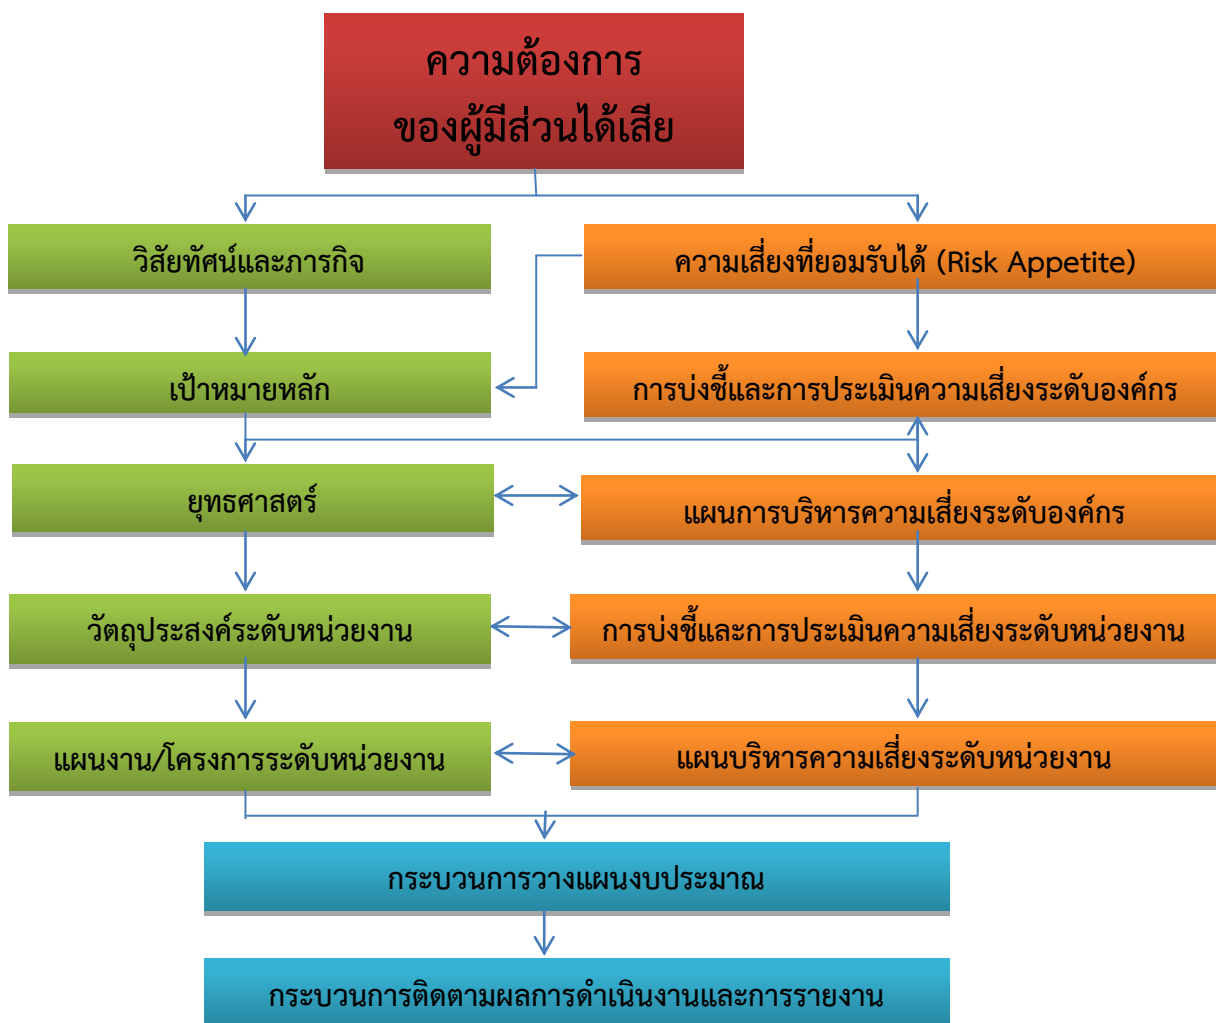 ความต้องการ
ของผู้มีส่วนได้เสีย
วิสัยทัศน์และภารกิจ
ความเสี่ยงที่ยอมรับได้ (Risk Appetite)
เป้าหมายหลัก
การบ่งชี้และการประเมินความเสี่ยงระดับองค์กร
ยุทธศาสตร์
แผนการบริหารความเสี่ยงระดับองค์กร
วัตถุประสงค์ระดับหน่วยงาน
การบ่งชี้และการประเมินความเสี่ยงระดับหน่วยงาน
แผนงาน/โครงการระดับหน่วยงาน
แผนบริหารความเสี่ยงระดับหน่วยงาน
กระบวนการวางแผนงบประมาณ
กระบวนการติดตามผลการดำเนินงานและการรายงาน